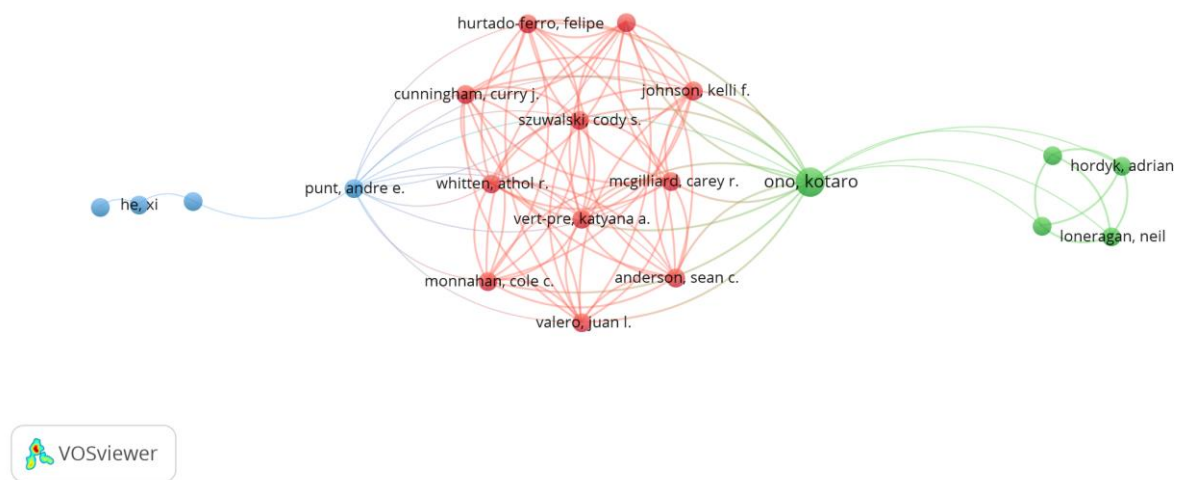 hurtado-ferro, felipe
cunningham, curry j.
johnson, kelli f.
szuwalski, cody s.
hordyk, adrian
punt, andre e.
whitten, athol r.
mcgilliard, carey r.
ono, kotaro
he, xi
vert-pre, katyana a.
loneragan, neil
monnahan, cole c.
anderson, sean c.
valero, juan l.
VOSviewer